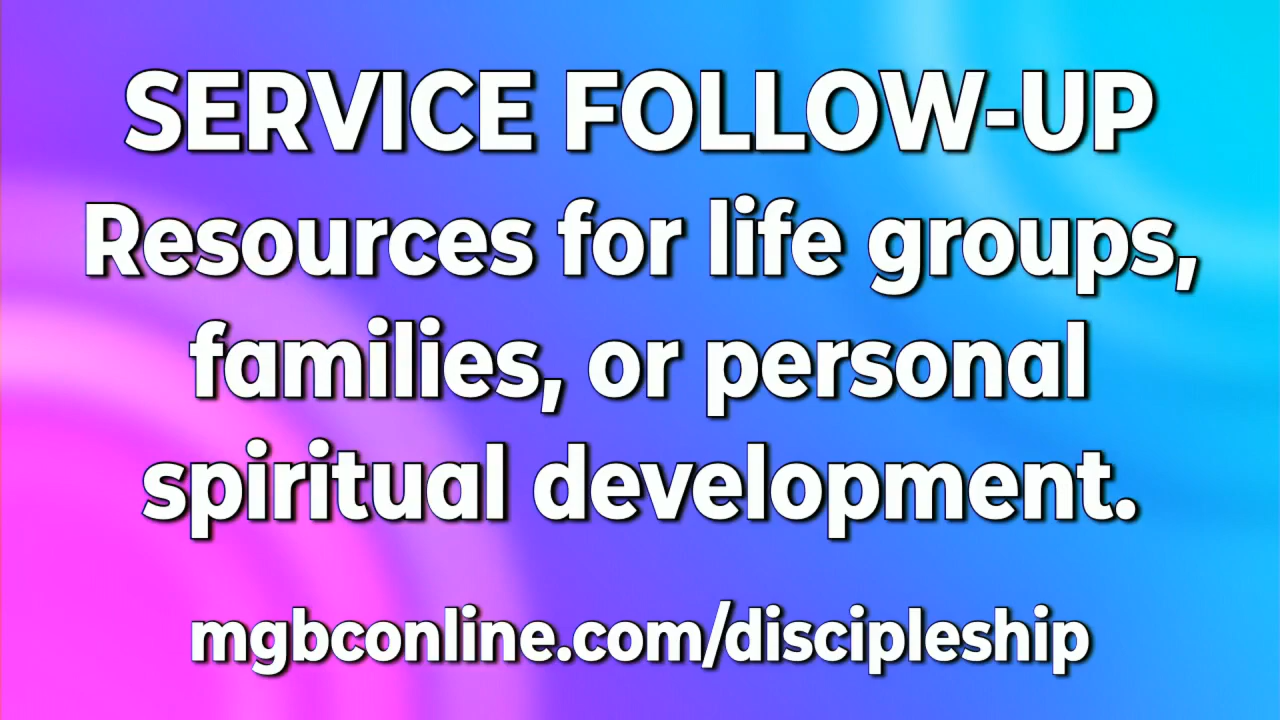 SERVICE FOLLOW-UP
Resources for life groups,
families, or personal
spiritual development.
mgbconline.com/discipleship